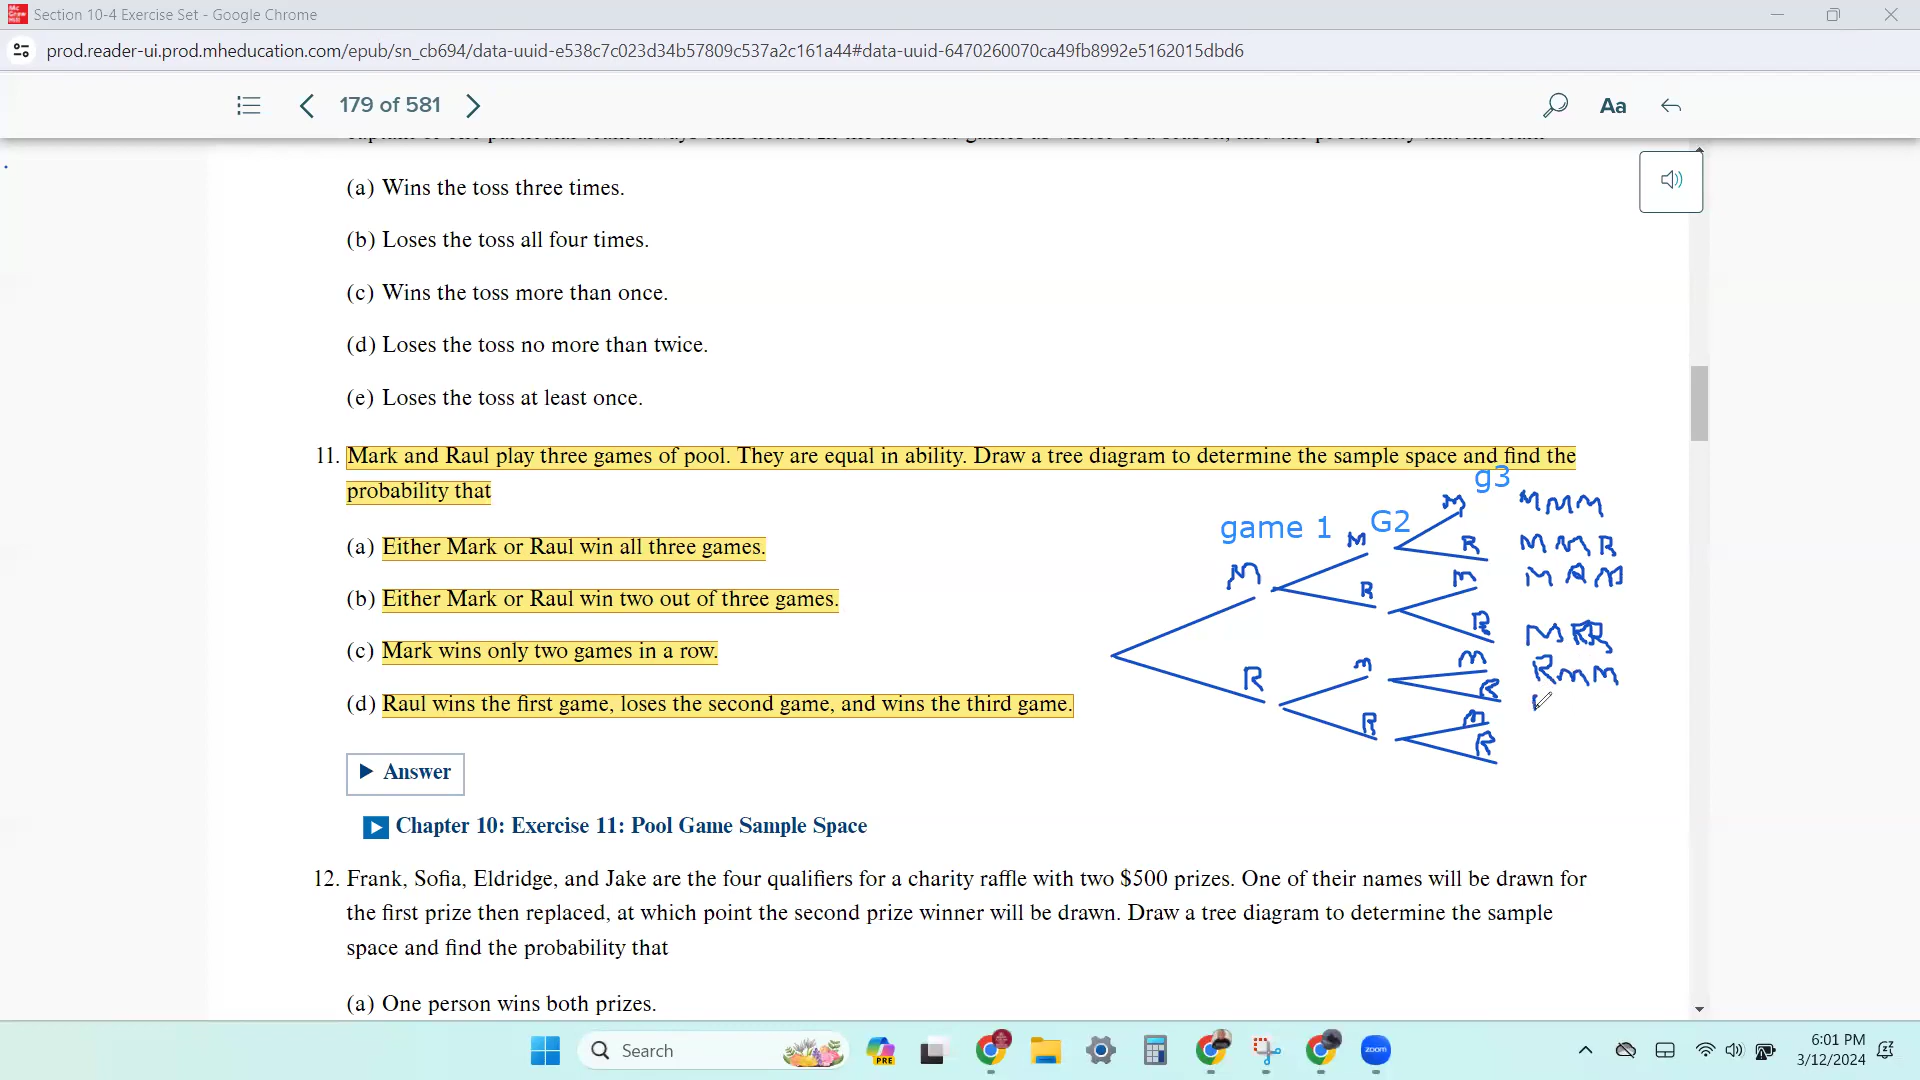 Section 10-4 Exercise Set - Google Chrome
prod.reader-ui.prod.mheducation.com/epub/sn_cb694/data-uuid-e538c7c023d34b57809c537a2c161a44#data-uuid-6470260070ca49fb8992e5162015dbd6
179 of 581
Aa
(a) Wins the toss three times.
(b) Loses the toss all four times.
(c) Wins the toss more than once.
(d) Loses the toss no more than twice.
(e) Loses the toss at least once.
11. Mark and Raul play three games of pool. They are equal in ability. Draw a tree diagram to determine the sample space and find the
probability that
(a) Either Mark or Raul win all three games.
(b) Either Mark or Raul win two out of three games.
(c) Mark wins only two games in a row.
(d) Raul wins the first game, loses the second game, and wins the third game.
game 1
G2
g3
M
R
M
R
M
R
M
R
M
R
M
R
M
R
MMM
MMR
MRM
MRR
RMM
Answer
Chapter 10: Exercise 11: Pool Game Sample Space
12. Frank, Sofia, Eldridge, and Jake are the four qualifiers for a charity raffle with two $500 prizes. One of their names will be drawn for
the first prize then replaced, at which point the second prize winner will be drawn. Draw a tree diagram to determine the sample
space and find the probability that
(a) One person wins both prizes.
Search
PRE
zoom
6:01 PM
3/12/2024